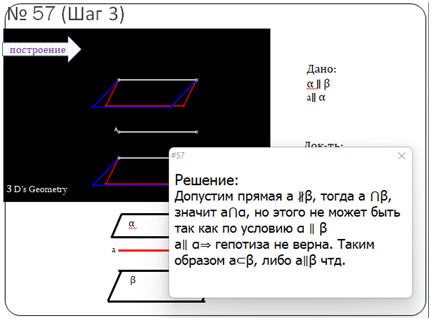 № 57 (Шаг 3)
построение
Дано:
α ∥ β
a∥ α
A
Док-ть:
3 D's Geometry
α
a
β
#57
Решение:
Допустим прямая a ∦β, тогда a ⋂β,
значит a∩α, но этого не может быть
так как по условию α ∥ β
a∥ α⇒ гепотиза не верна. Таким
образом a⊂β, либо a∥β чтд.